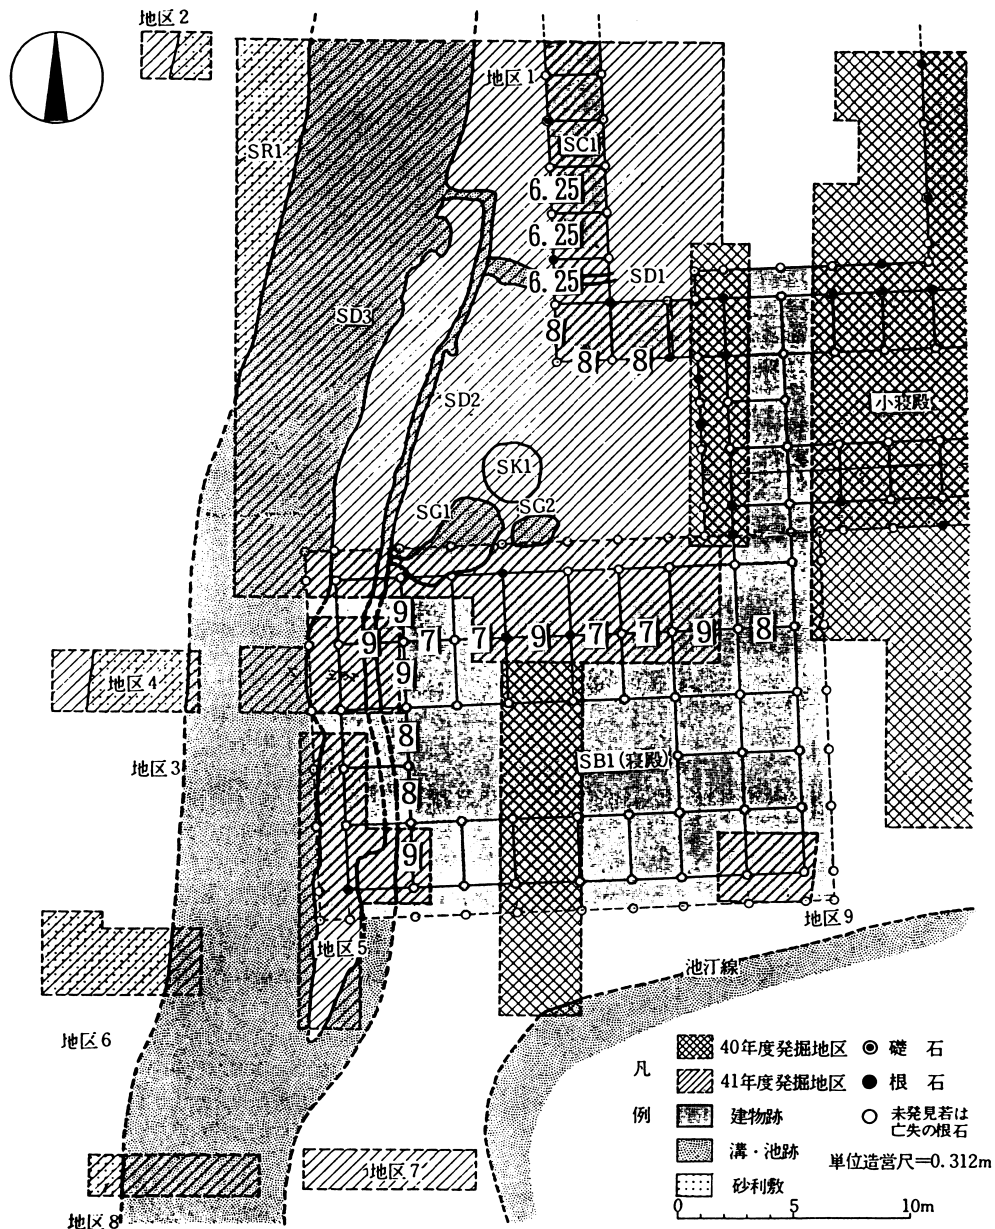 地区2
地区1
SR1
SC1
6.25
6.25
6.25
SD1
SD3
8
8 8
SD2
小寝殿
SK1
SG1
SG2
9
9 7 7 9 7 7 9 8
9
地区4
8
地区3
SB1(寝殿)
8
9
地区9
地区5
池汀線
地区6
凡例
40年度発掘地区
礎石
41年度発掘地区
根石
建物跡
未発見若は
亡失の根石
溝・池跡
単位造営尺=0.312m
砂利敷
0 5 10m
地区7
地区8